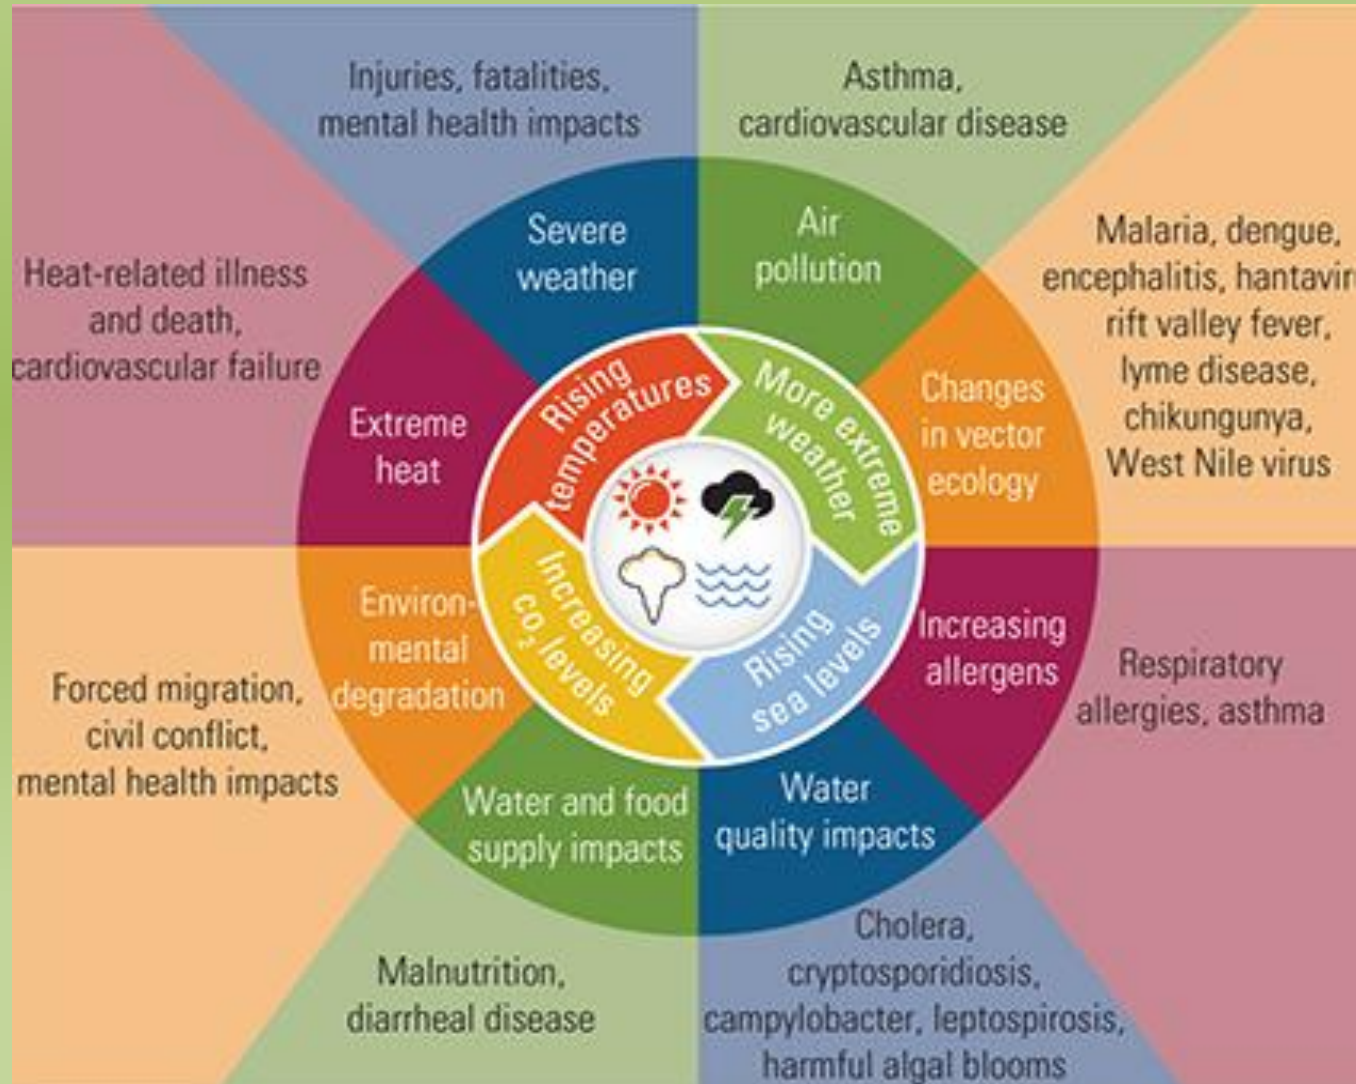 Injuries, fatalities,
mental health impacts
Asthma,
cardiovascular disease
Severe
weather
Air
pollution
Heat-related illness
and death,
cardiovascular failure
Malaria, dengue,
encephalitis,
rift valley fever,
lyme disease,
chikungunya,
West Nile virus
Extreme
heat
Changes
in vector
ecology
Rising
temperatures
More extreme
weather
Increasing
CO₂ levels
Rising
sea levels
Environ-
mental
degradation
Increasing
allergens
Forced migration,
civil conflict,
mental health impacts
Respiratory
allergies, asthma
Water and food
supply impacts
Water
quality impacts
Malnutrition,
diarrheal disease
Cholera,
cryptosporidiosis,
campylobacter, leptospirosis,
harmful algal blooms